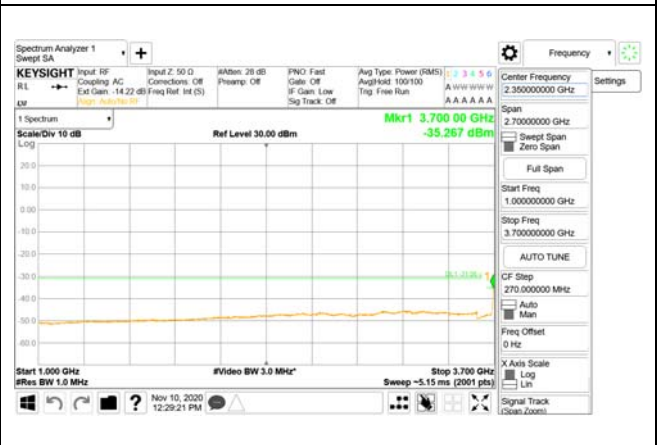 Spectrum Analyzer 1
Swept SA
Frequency
KEYSIGHT
RL
Input: RF
Coupling: AC
Ext Gain: -14.22 dB
Align: Auto/No RF
Input Z: 50 Ω
Corrections: Off
Freq Ref: Int (S)
#Atten: 28 dB
Preamp: Off
PNO: Fast
Gate: Off
IF Gain: Low
Sig Track: Off
Avg Type: Power (RMS)
Avg|Hold: 100/100
Trig: Free Run
1 2 3 4 5 6
A W W W W W
A A A A A A
Center Frequency
2.350000000 GHz
Settings
Span
2.70000000 GHz
Swept Span
Zero Span
Full Span
Start Freq
1.000000000 GHz
Stop Freq
3.700000000 GHz
AUTO TUNE
CF Step
270.000000 MHz
Auto
Man
Freq Offset
0 Hz
X Axis Scale
Log
Lin
Signal Track
(Span Zoom)
1 Spectrum
Scale/Div 10 dB
Ref Level 30.00 dBm
Mkr1 3.700 00 GHz
-35.267 dBm
Log
20.0
10.0
0.00
-10.0
-20.0
-30.0
-40.0
-50.0
-60.0
1
Start 1.000 GHz
#Video BW 3.0 MHz*
Stop 3.700 GHz
#Res BW 1.0 MHz
Sweep ~5.15 ms (2001 pts)
?
Nov 10, 2020
12:29:21 PM